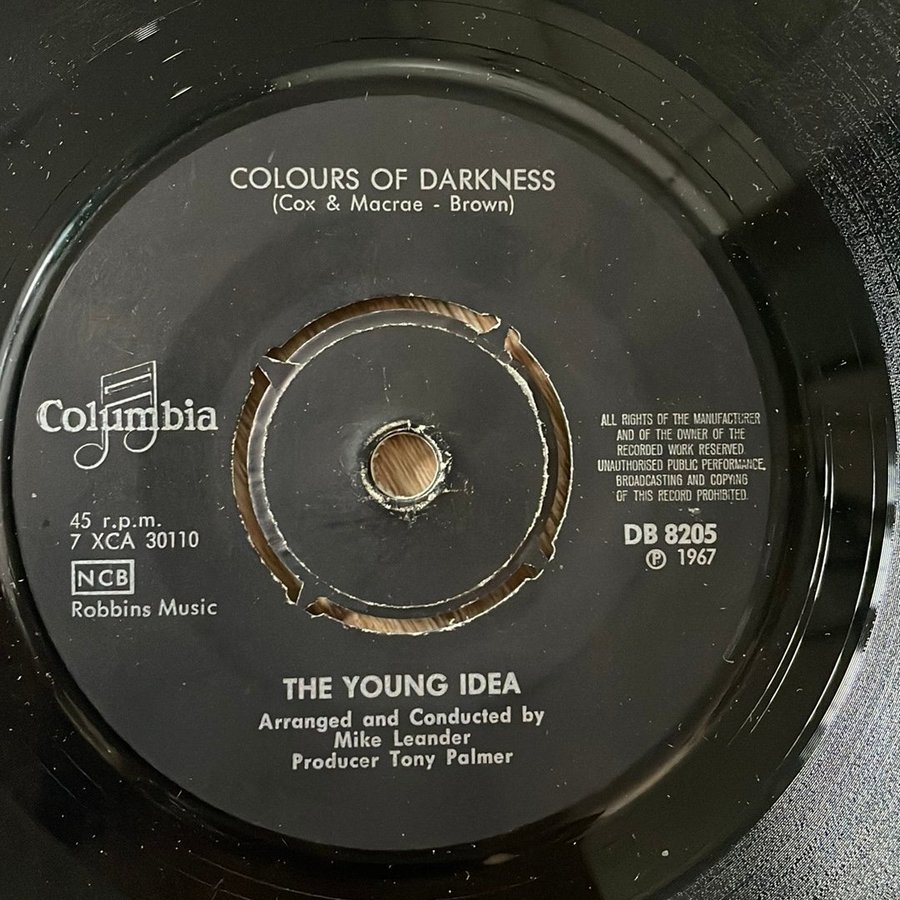 COLOURS OF DARKNESS
(Cox & Macrae - Brown)
Columbia
45 r.p.m.
7 XCA 30110
NCB
Robbins Music
ALL RIGHTS OF THE MANUFACTURER
AND OF THE OWNER OF THE
RECORDED WORK RESERVED.
UNAUTHORISED PUBLIC PERFORMANCE,
BROADCASTING AND COPYING
OF THIS RECORD PROHIBITED.
DB 8205
℗ 1967
THE YOUNG IDEA
Arranged and Conducted by
Mike Leander
Producer Tony Palmer